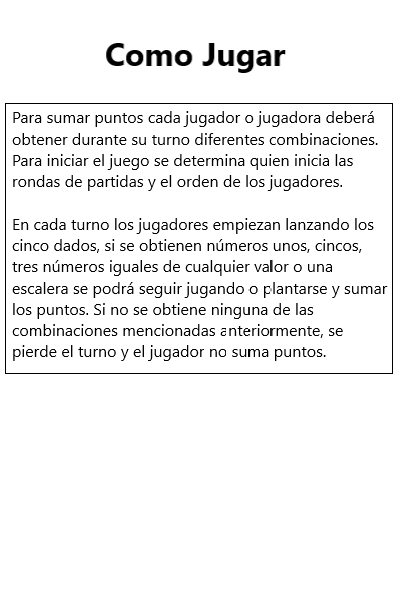 Como Jugar
Para sumar puntos cada jugador o jugadora deberá
obtener durante su turno diferentes combinaciones.
Para iniciar el juego se determina quien inicia las
rondas de partidas y el orden de los jugadores.
En cada turno los jugadores empiezan lanzando los
cinco dados, si se obtienen números unos, cincos,
tres números iguales de cualquier valor o una
escalera se podrá seguir jugando o plantarse y sumar
los puntos. Si no se obtiene ninguna de las
combinaciones mencionadas anteriormente, se
pierde el turno y el jugador no suma puntos.